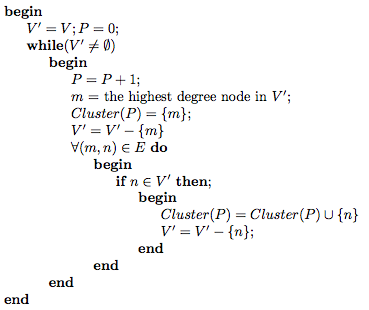 begin
V′ = V; P = 0;
while(V′ ≠ ∅)
begin
P = P + 1;
m = the highest degree node in V′;
Cluster(P) = {m};
V′ = V′ − {m}
∀(m, n) ∈ E do
begin
if n ∈ V′ then;
begin
Cluster(P) = Cluster(P) ∪ {n}
V′ = V′ − {n};
end
end
end
end